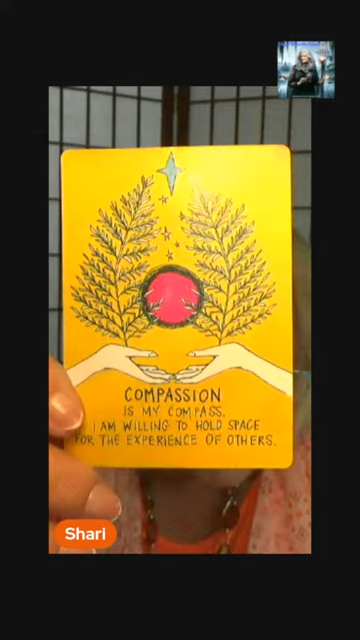 COMPASSION
IS MY COMPASS.
I AM WILLING TO HOLD SPACE
FOR THE EXPERIENCE OF OTHERS.
Shari